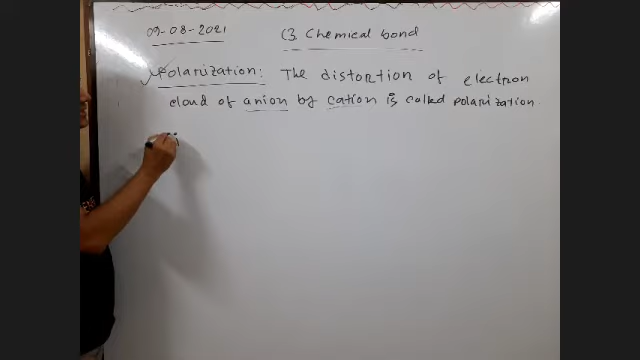 09-08-2021 (3. Chemical bond
Polarization: The distortion of electron
cloud of anion by cation is called polarization.